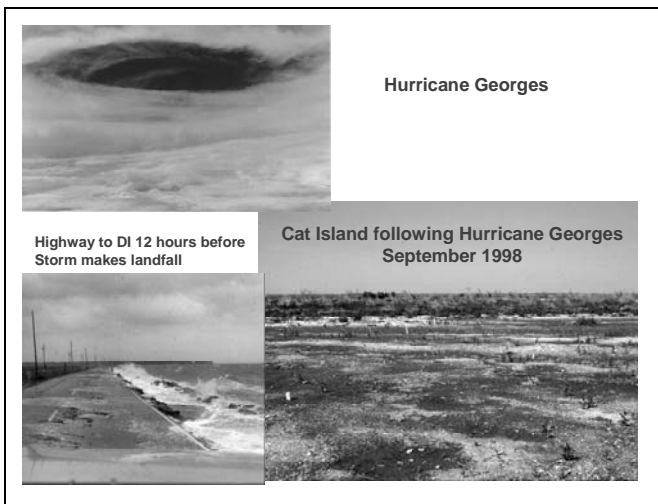 Hurricane Georges
Highway to DI 12 hours before
Storm makes landfall
Cat Island following Hurricane Georges
September 1998